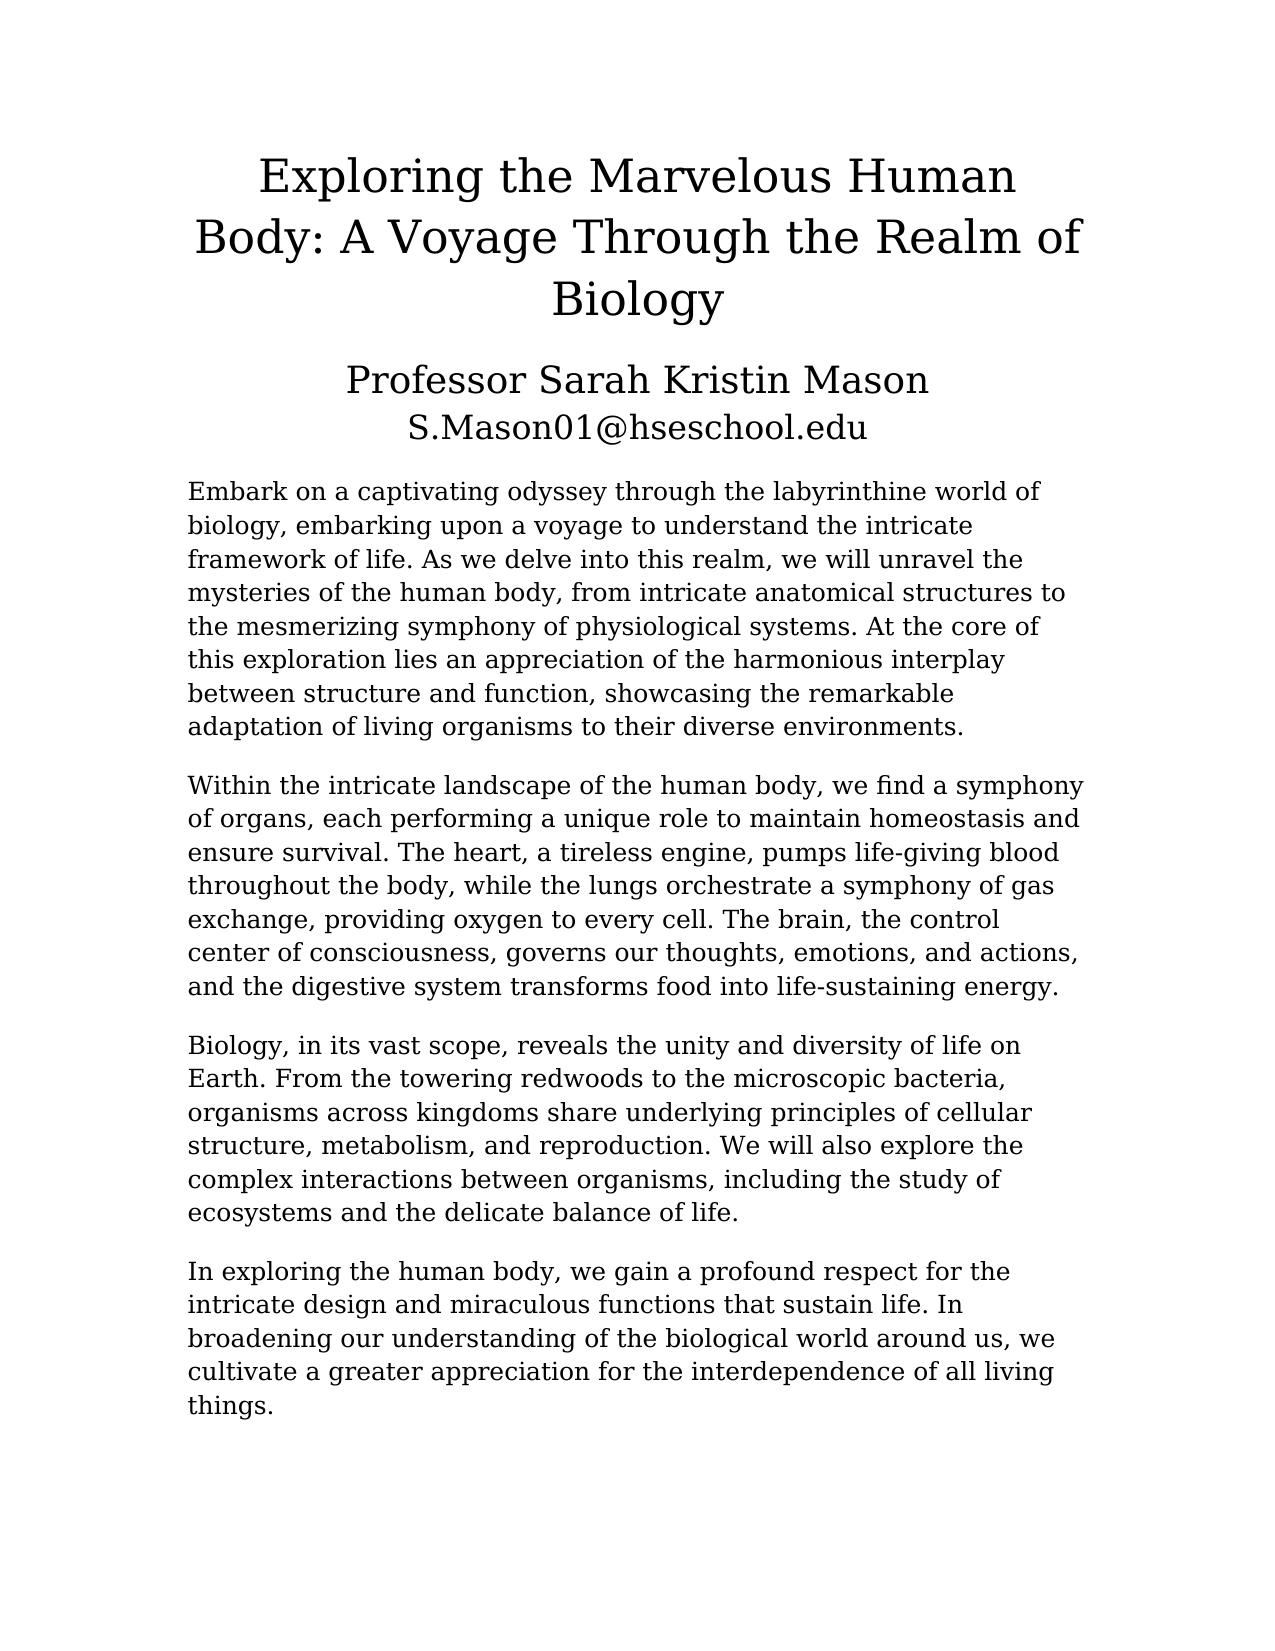 Exploring the Marvelous Human
Body: A Voyage Through the Realm of
Biology
Professor Sarah Kristin Mason
S.Mason01@hseschool.edu
Embark on a captivating odyssey through the labyrinthine world of
biology, embarking upon a voyage to understand the intricate
framework of life. As we delve into this realm, we will unravel the
mysteries of the human body, from intricate anatomical structures to
the mesmerizing symphony of physiological systems. At the core of
this exploration lies an appreciation of the harmonious interplay
between structure and function, showcasing the remarkable
adaptation of living organisms to their diverse environments.
Within the intricate landscape of the human body, we find a symphony
of organs, each performing a unique role to maintain homeostasis and
ensure survival. The heart, a tireless engine, pumps life-giving blood
throughout the body, while the lungs orchestrate a symphony of gas
exchange, providing oxygen to every cell. The brain, the control
center of consciousness, governs our thoughts, emotions, and actions,
and the digestive system transforms food into life-sustaining energy.
Biology, in its vast scope, reveals the unity and diversity of life on
Earth. From the towering redwoods to the microscopic bacteria,
organisms across kingdoms share underlying principles of cellular
structure, metabolism, and reproduction. We will also explore the
complex interactions between organisms, including the study of
ecosystems and the delicate balance of life.
In exploring the human body, we gain a profound respect for the
intricate design and miraculous functions that sustain life. In
broadening our understanding of the biological world around us, we
cultivate a greater appreciation for the interdependence of all living
things.